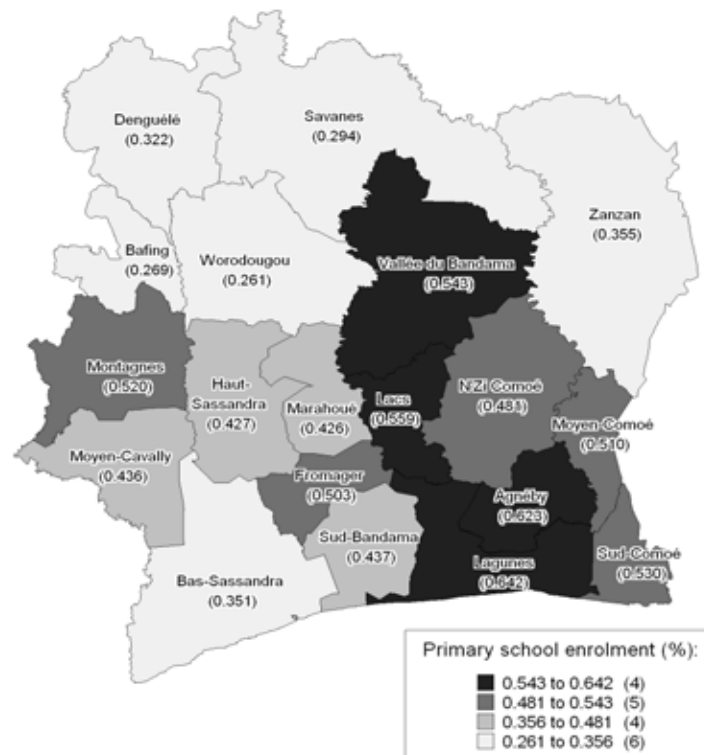 Denguélé
(0.322)
Savanes
(0.294)
Zanzan
(0.355)
Bafing
(0.269)
Worodougou
(0.261)
Vallée du Bandama
(0.543)
Montagnes
(0.520)
Haut-
Sassandra
(0.427)
Marahoué
(0.426)
Lacs
(0.559)
N'Zi Comoé
(0.481)
Moyen-Comoé
(0.510)
Moyen-Cavally
(0.436)
Fromager
(0.503)
Agnéby
(0.623)
Sud-Bandama
(0.437)
Lagunes
(0.642)
Sud-Comoé
(0.530)
Bas-Sassandra
(0.351)
Primary school enrolment (%):
0.543 to 0.642 (4)
0.481 to 0.543 (5)
0.356 to 0.481 (4)
0.261 to 0.356 (6)